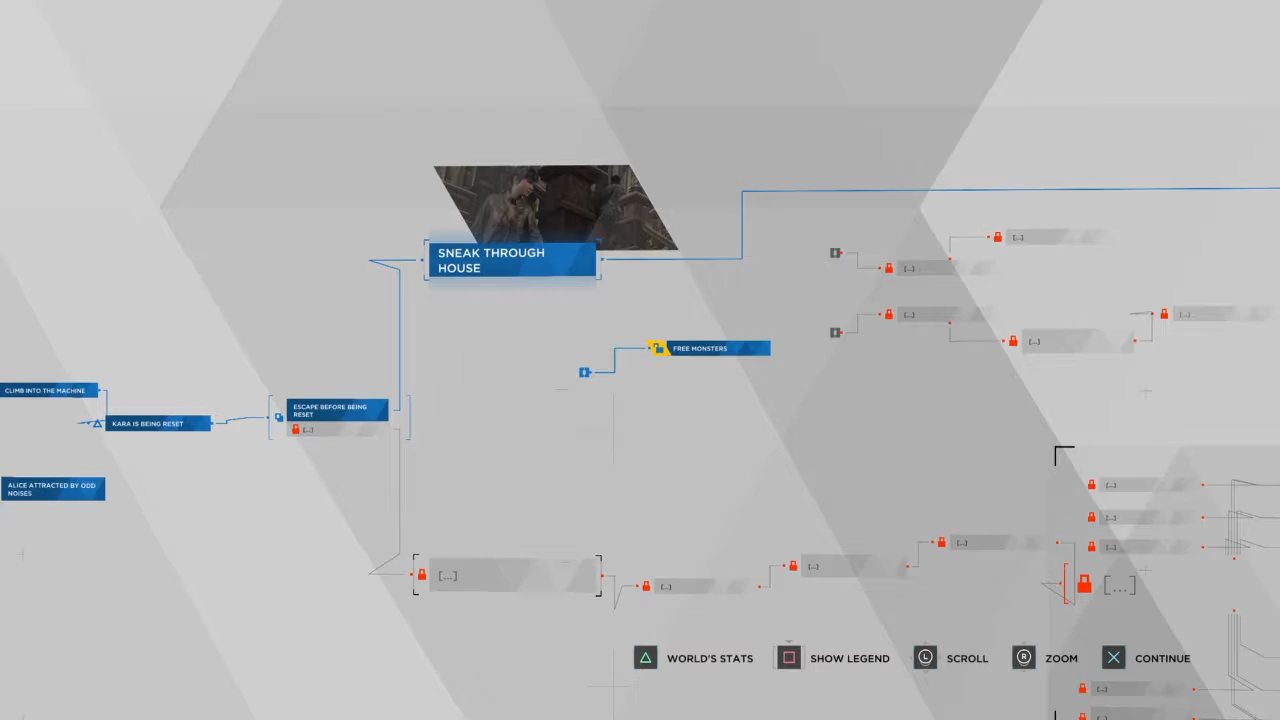 SNEAK THROUGH
HOUSE
[...]
[...]
[...]
[...]
[...]
FREE MONSTERS
CLIMB INTO THE MACHINE
ESCAPE BEFORE BEING
RESET
KARA IS BEING RESET
[...]
ALICE ATTRACTED BY ODD
NOISES
[...]
[...]
[...]
[...]
[...]
[...]
[...]
[...]
L
R
WORLD'S STATS
SHOW LEGEND
SCROLL
ZOOM
CONTINUE
[...]